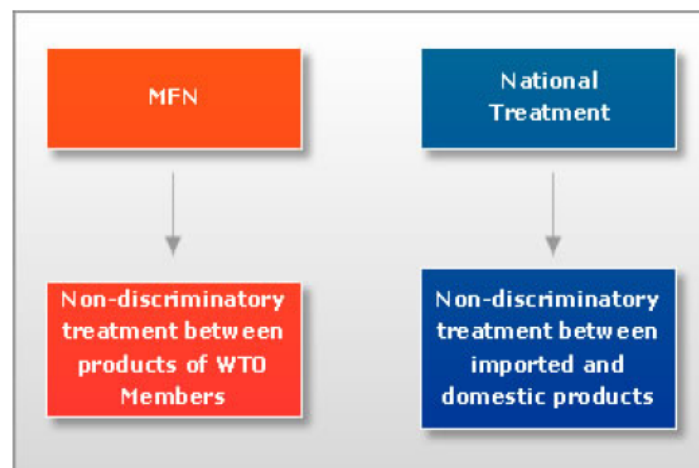 MFN
National
Treatment
Non-discriminatory
treatment between
products of WTO
Members
Non-discriminatory
treatment between
imported and
domestic products